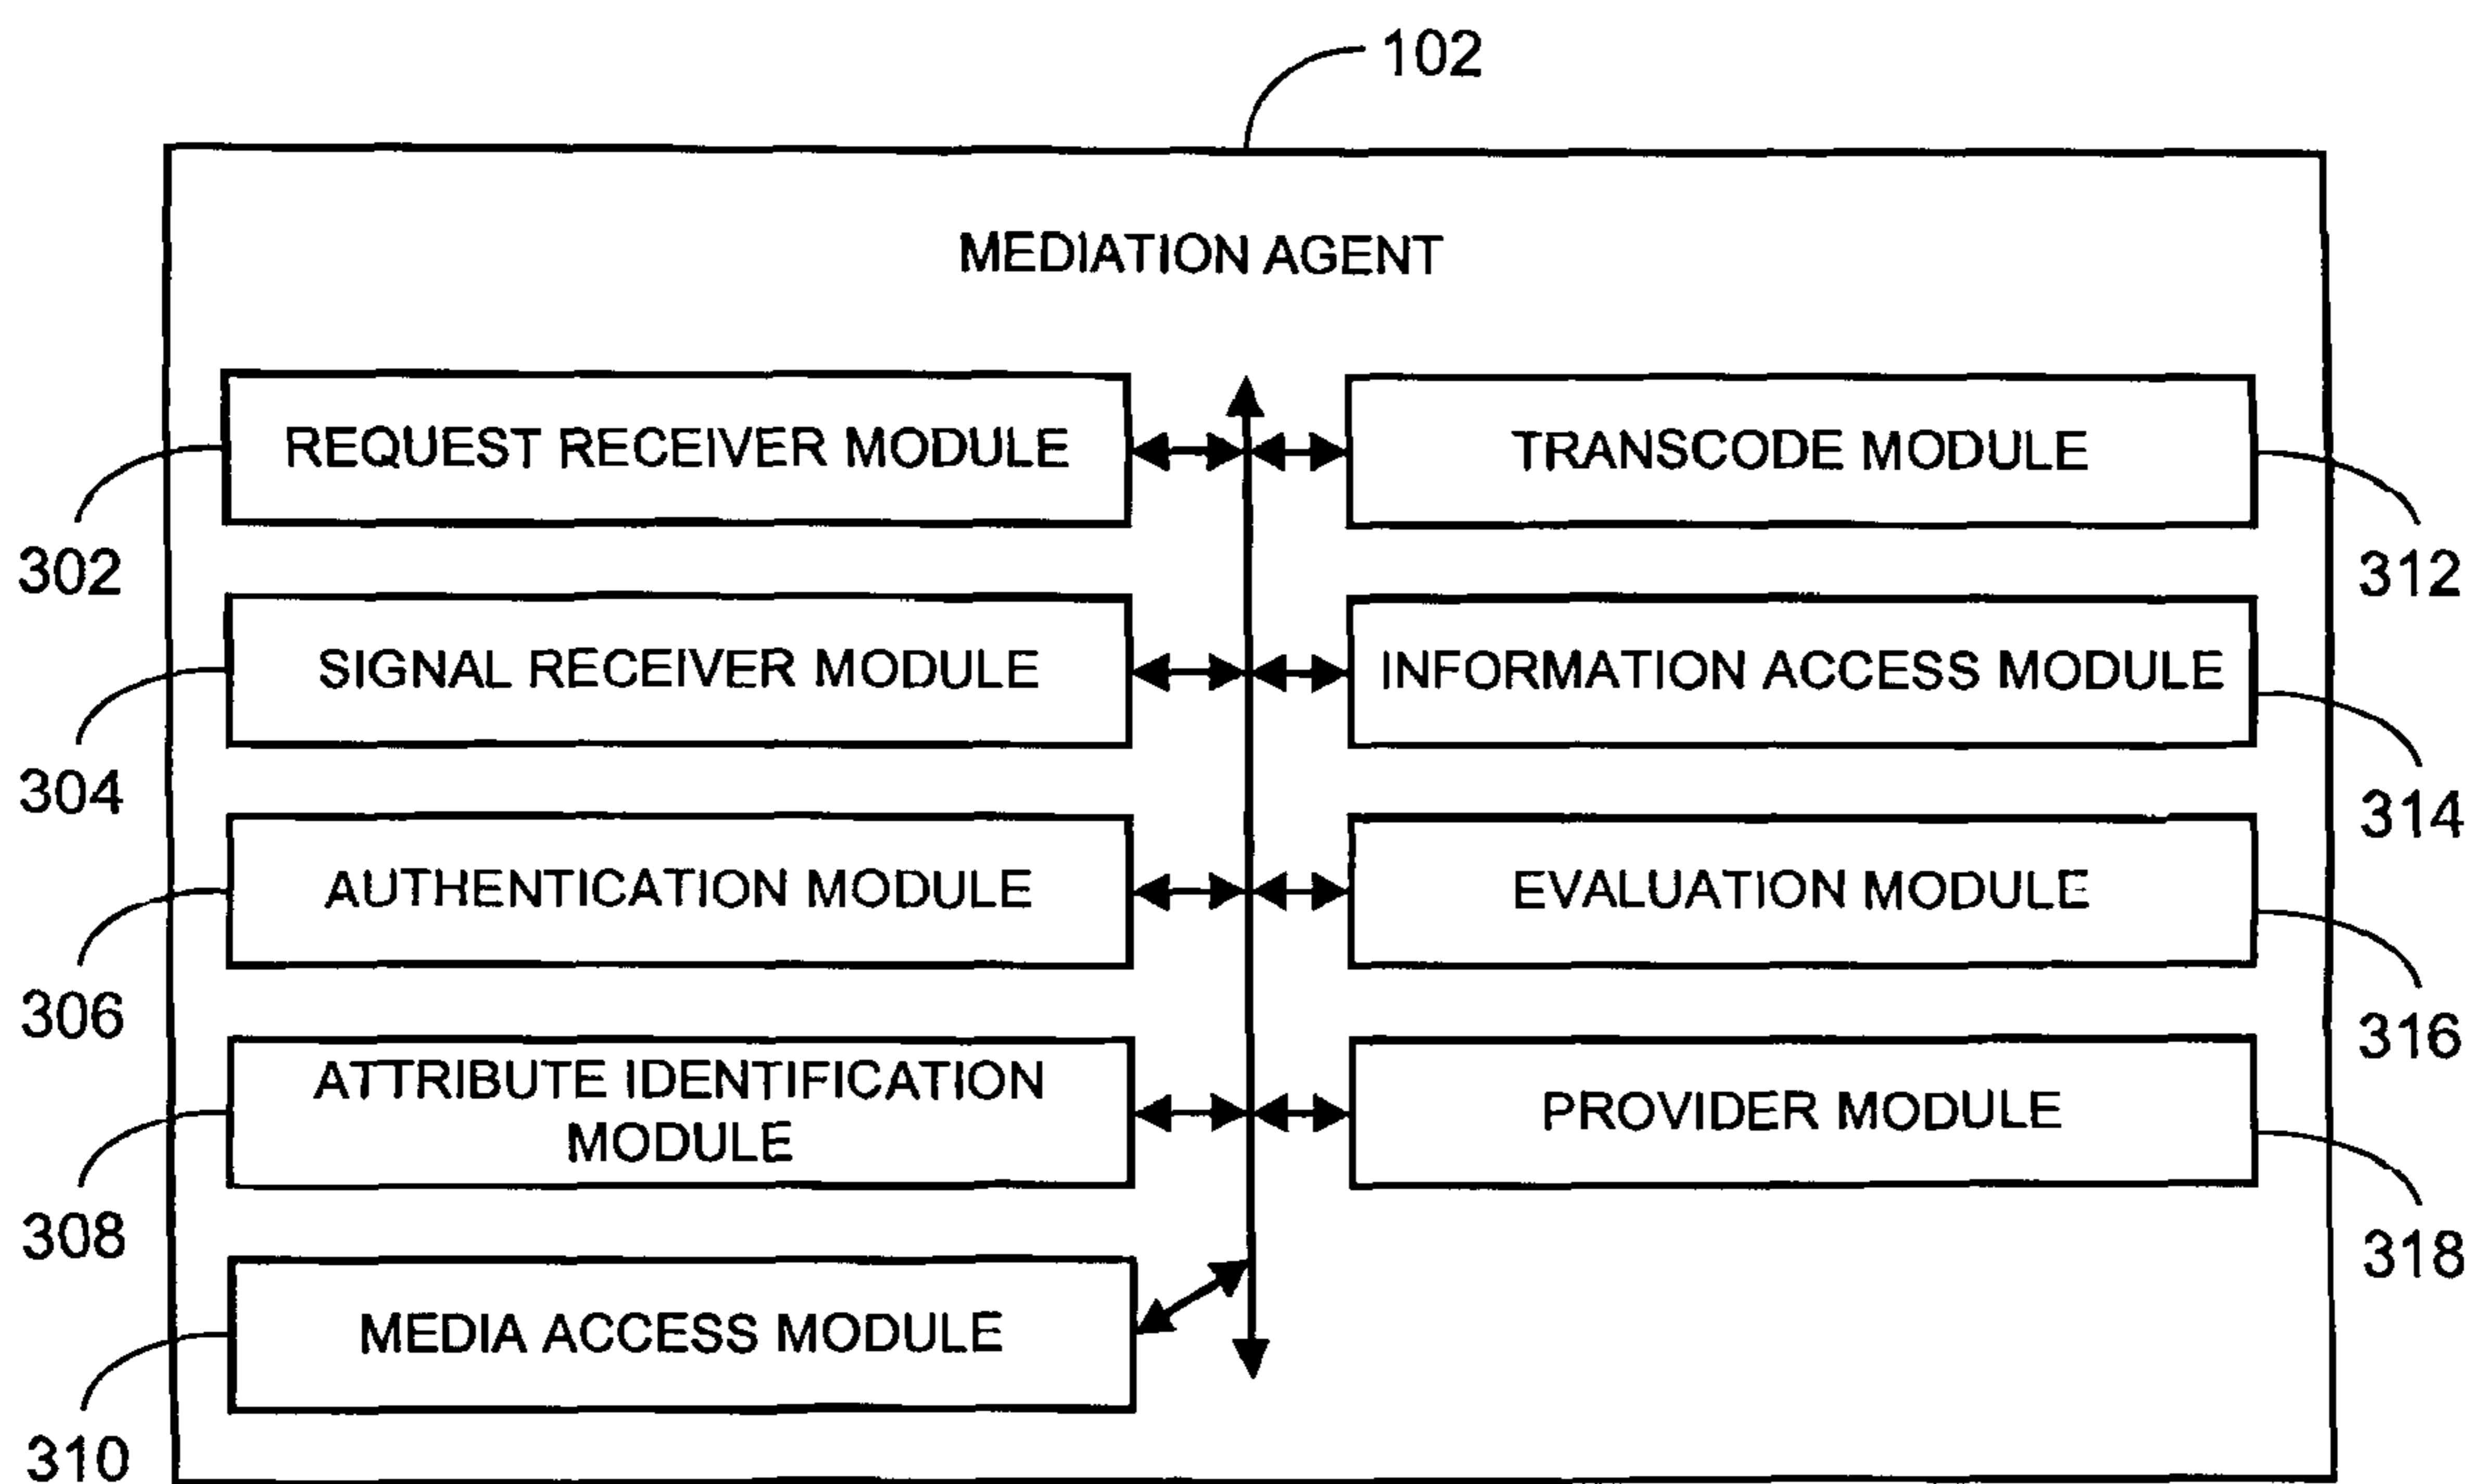 102
MEDIATION AGENT
REQUEST RECEIVER MODULE
TRANSCODE MODULE
302
312
SIGNAL RECEIVER MODULE
INFORMATION ACCESS MODULE
304
314
AUTHENTICATION MODULE
EVALUATION MODULE
306
316
ATTRIBUTE IDENTIFICATION
MODULE
PROVIDER MODULE
308
318
MEDIA ACCESS MODULE
310